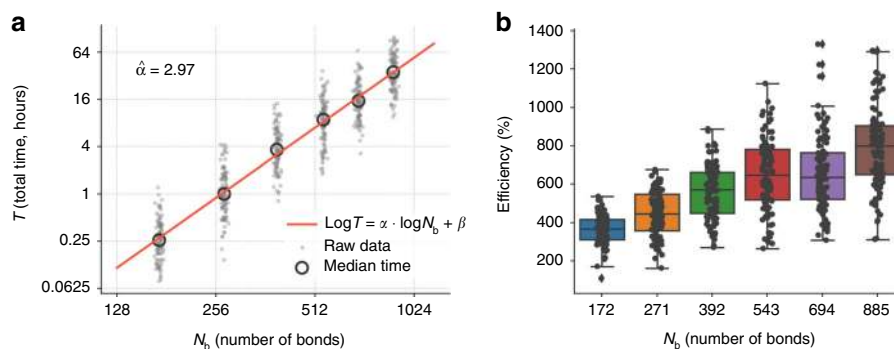 a
64
16
4
1
0.25
0.0625
α̂ = 2.97
LogT = α · logN_b + β
Raw data
Median time
128
256
512
1024
T (total time, hours)
N_b (number of bonds)
b
1400
1200
1000
800
600
400
200
Efficiency (%)
172
271
392
543
694
885
N_b (number of bonds)